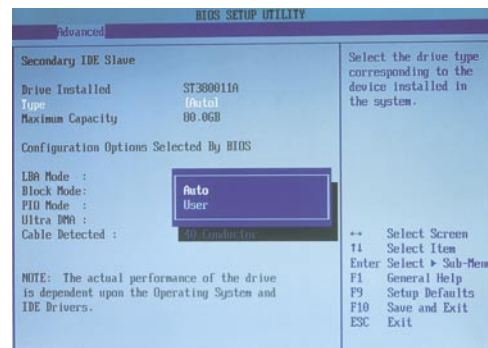 BIOS SETUP UTILITY
Advanced
Secondary IDE Slave
Drive Installed ST380011A
Type [Auto]
Maximum Capacity 80.0GB
Configuration Options Selected By BIOS
LBA Mode :
Block Mode:
PIO Mode :
Ultra DMA :
Cable Detected : 40 Conductor
Auto
User
NOTE: The actual performance of the drive
is dependent upon the Operating System and
IDE Drivers.
Select the drive type
corresponding to the
device installed in
the system.
↔ Select Screen
↑↓ Select Item
Enter Select ► Sub-Menu
F1 General Help
F9 Setup Defaults
F10 Save and Exit
ESC Exit